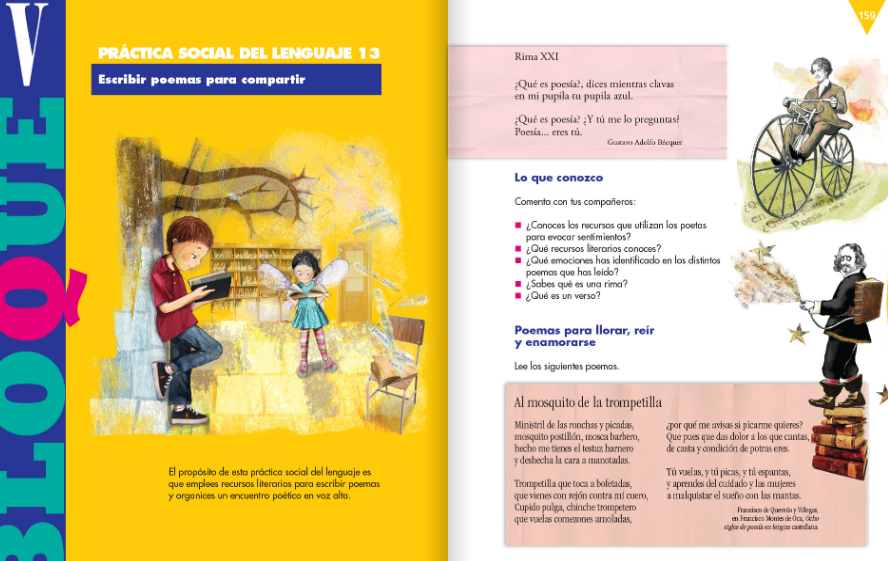 BLOQUE V
PRÁCTICA SOCIAL DEL LENGUAJE 13
Escribir poemas para compartir
El propósito de esta práctica social del lenguaje es
que emplees recursos literarios para escribir poemas
y organices un encuentro poético en voz alta.
159
Rima XXI
¿Qué es poesía?, dices mientras clavas
en mi pupila tu pupila azul.
¿Qué es poesía? ¿Y tú me lo preguntas?
Poesía... eres tú.
Gustavo Adolfo Bécquer
Lo que conozco
Comenta con tus compañeros:
¿Conoces los recursos que utilizan los poetas
para evocar sentimientos?
¿Qué recursos literarios conoces?
¿Qué emociones has identificado en los distintos
poemas que has leído?
¿Sabes qué es una rima?
¿Qué es un verso?
Poemas para llorar, reír
y enamorarse
Lee los siguientes poemas.
Al mosquito de la trompetilla
Ministril de las ronchas y picadas,
mosquito postillón, mosca barbero,
hecho me tienes el testuz harnero
y deshecha la cara a manotadas.
Trompetilla que toca a bofetadas,
que vienes con rejón contra mi cuero,
Cupido pulga, chinche trompetero
que vuelas comezones amoladas,
¿por qué me avisas si picarme quieres?
Que pues que das dolor a los que cantas,
de casta y condición de potras eres.
Tú vuelas, y tú picas, y tú espantas,
y aprendes del cuidado y las mujeres
a malquistar el sueño con las mantas.
Francisco de Quevedo y Villegas,
en Francisco Montes de Oca, Ocho
siglos de poesía en lengua castellana.